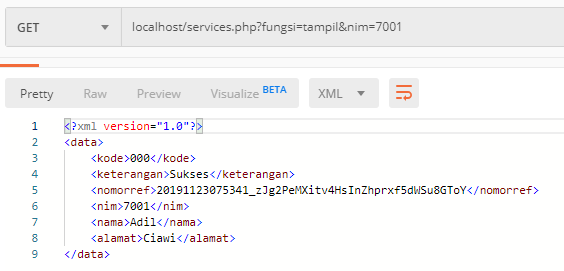 GET localhost/services.php?fungsi=tampil&nim=7001
Pretty Raw Preview Visualize BETA XML
1 <?xml version="1.0"?>
2 <data>
3 <kode>000</kode>
4 <keterangan>Sukses</keterangan>
5 <nomorref>20191123075341_zJg2PeMXitv4HsInZhprxf5dWSu8GToY</nomorref>
6 <nim>7001</nim>
7 <nama>Adil</nama>
8 <alamat>Ciawi</alamat>
9 </data>